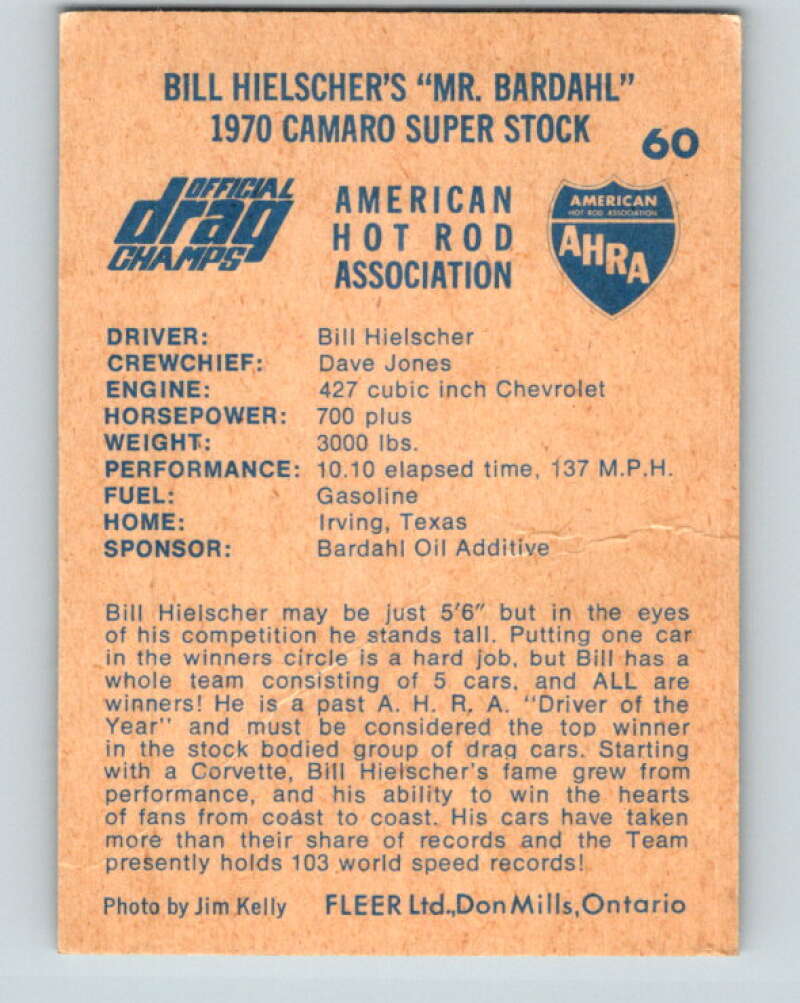 BILL HIELSCHER'S "MR. BARDAHL"
1970 CAMARO SUPER STOCK
60
OFFICIAL
drag
CHAMPS
AMERICAN
HOT ROD
ASSOCIATION
AMERICAN
HOT ROD ASSOCIATION
AHRA
DRIVER: Bill Hielscher
CREWCHIEF: Dave Jones
ENGINE: 427 cubic inch Chevrolet
HORSEPOWER: 700 plus
WEIGHT: 3000 lbs.
PERFORMANCE: 10.10 elapsed time, 137 M.P.H.
FUEL: Gasoline
HOME: Irving, Texas
SPONSOR: Bardahl Oil Additive
Bill Hielscher may be just 5'6" but in the eyes
of his competition he stands tall. Putting one car
in the winners circle is a hard job, but Bill has a
whole team consisting of 5 cars, and ALL are
winners! He is a past A. H. R. A. "Driver of the
Year" and must be considered the top winner
in the stock bodied group of drag cars. Starting
with a Corvette, Bill Hielscher's fame grew from
performance, and his ability to win the hearts
of fans from coast to coast. His cars have taken
more than their share of records and the Team
presently holds 103 world speed records!
Photo by Jim Kelly FLEER Ltd., Don Mills, Ontario